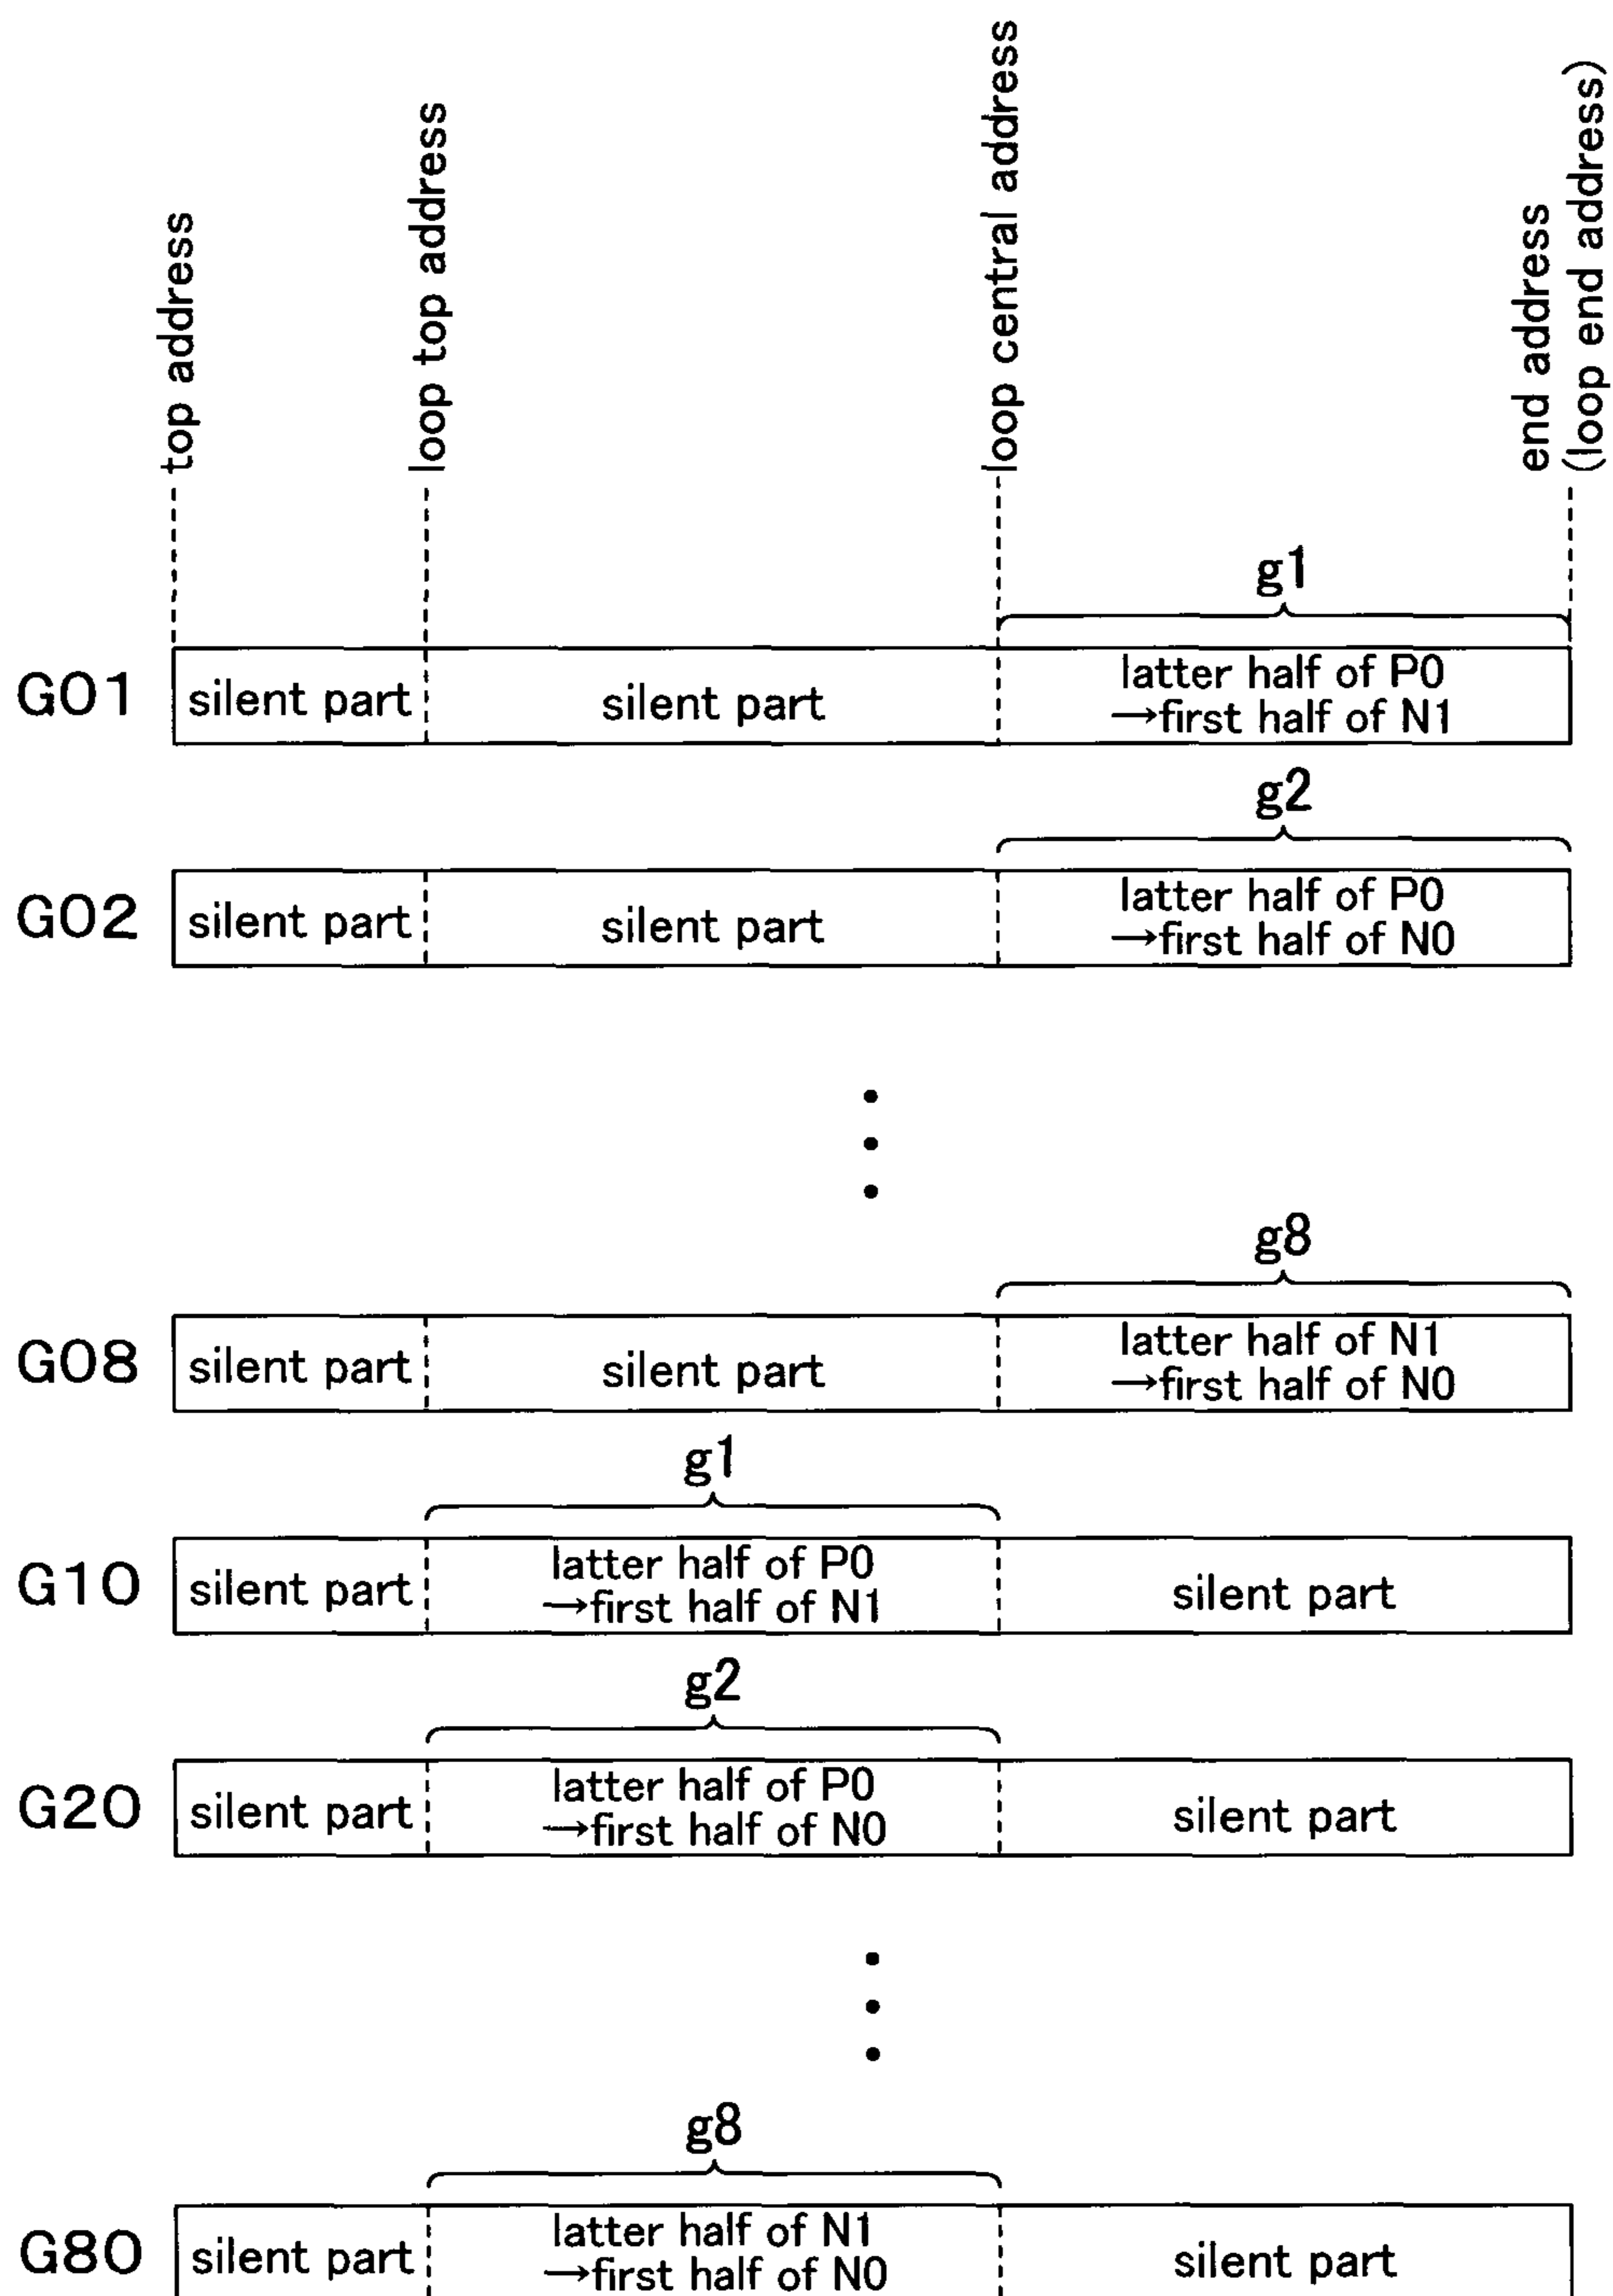 top address
loop top address
loop central address
end address
(loop end address)
g1
G01 silent part silent part latter half of P0
→first half of N1
g2
G02 silent part silent part latter half of P0
→first half of N0
g8
G08 silent part silent part latter half of N1
→first half of N0
g1
G10 silent part latter half of P0
→first half of N1 silent part
g2
G20 silent part latter half of P0
→first half of N0 silent part
g8
G80 silent part latter half of N1
→first half of N0 silent part